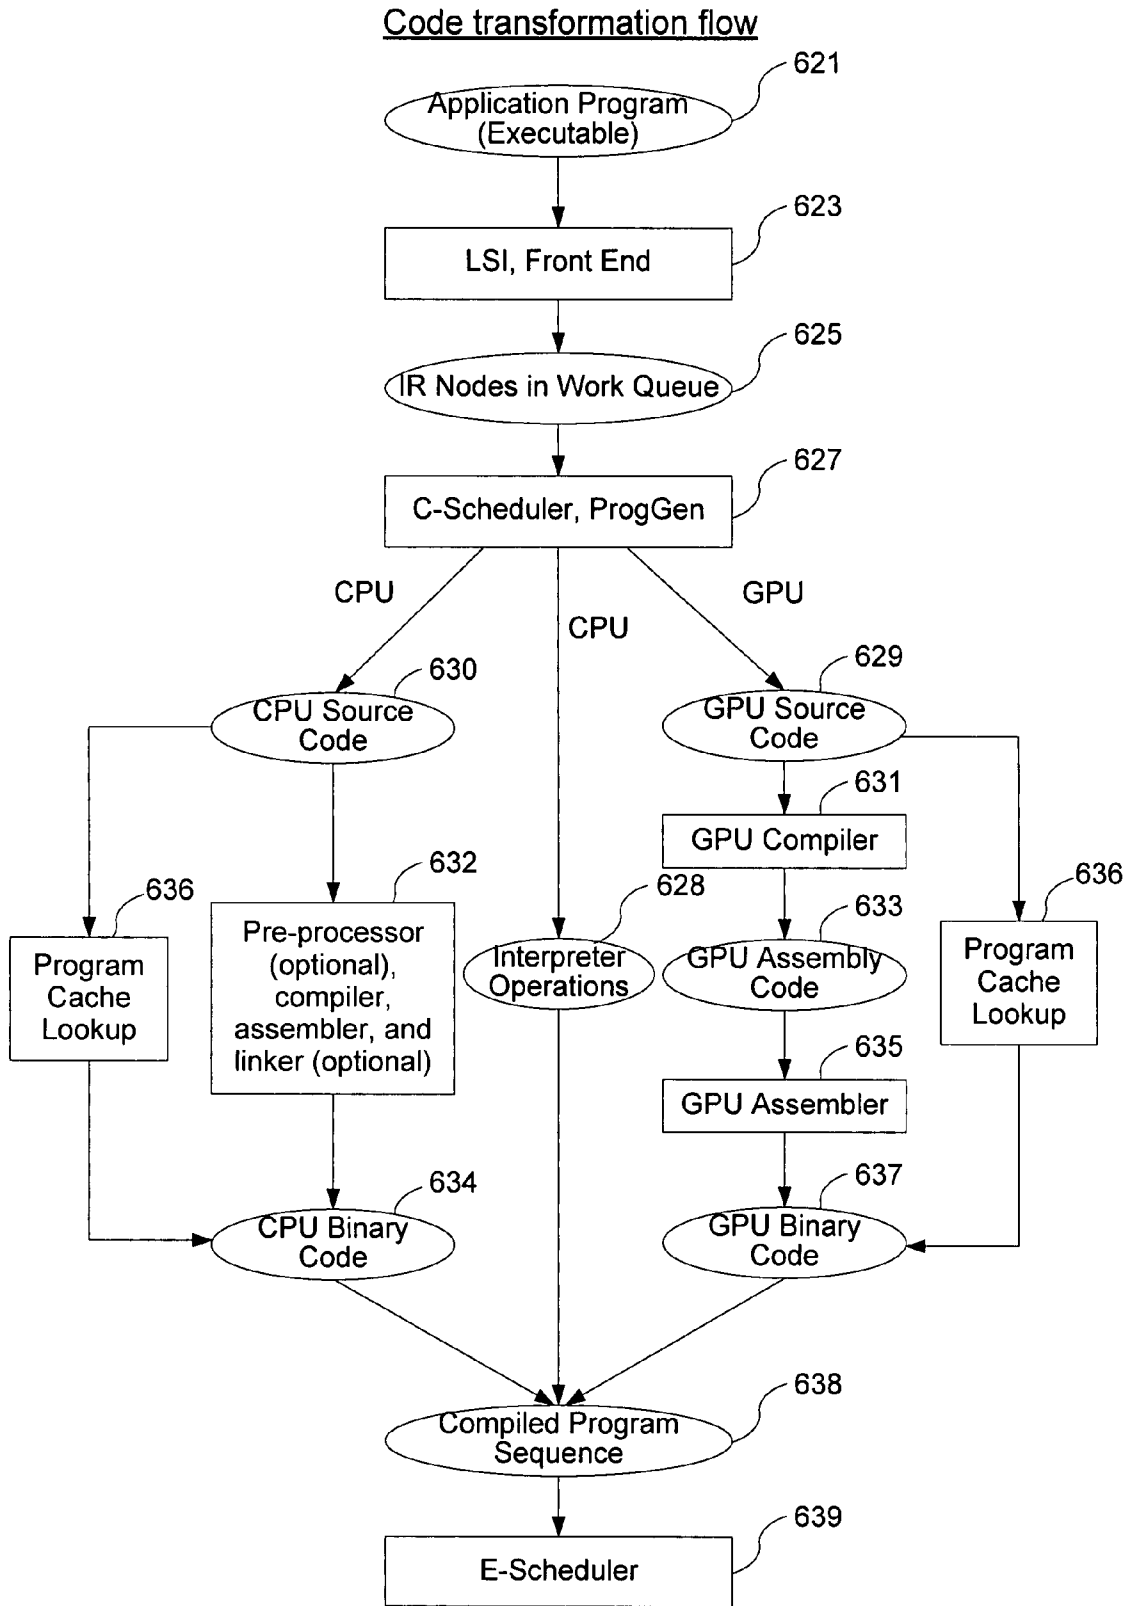 Code transformation flow
621
Application Program
(Executable)
623
LSI, Front End
625
IR Nodes in Work Queue
627
C-Scheduler, ProgGen
CPU
CPU
GPU
630
CPU Source
Code
629
GPU Source
Code
631
GPU Compiler
636
Program
Cache
Lookup
632
Pre-processor
(optional),
compiler,
assembler, and
linker (optional)
628
Interpreter
Operations
633
GPU Assembly
Code
636
Program
Cache
Lookup
635
GPU Assembler
634
CPU Binary
Code
637
GPU Binary
Code
638
Compiled Program
Sequence
639
E-Scheduler